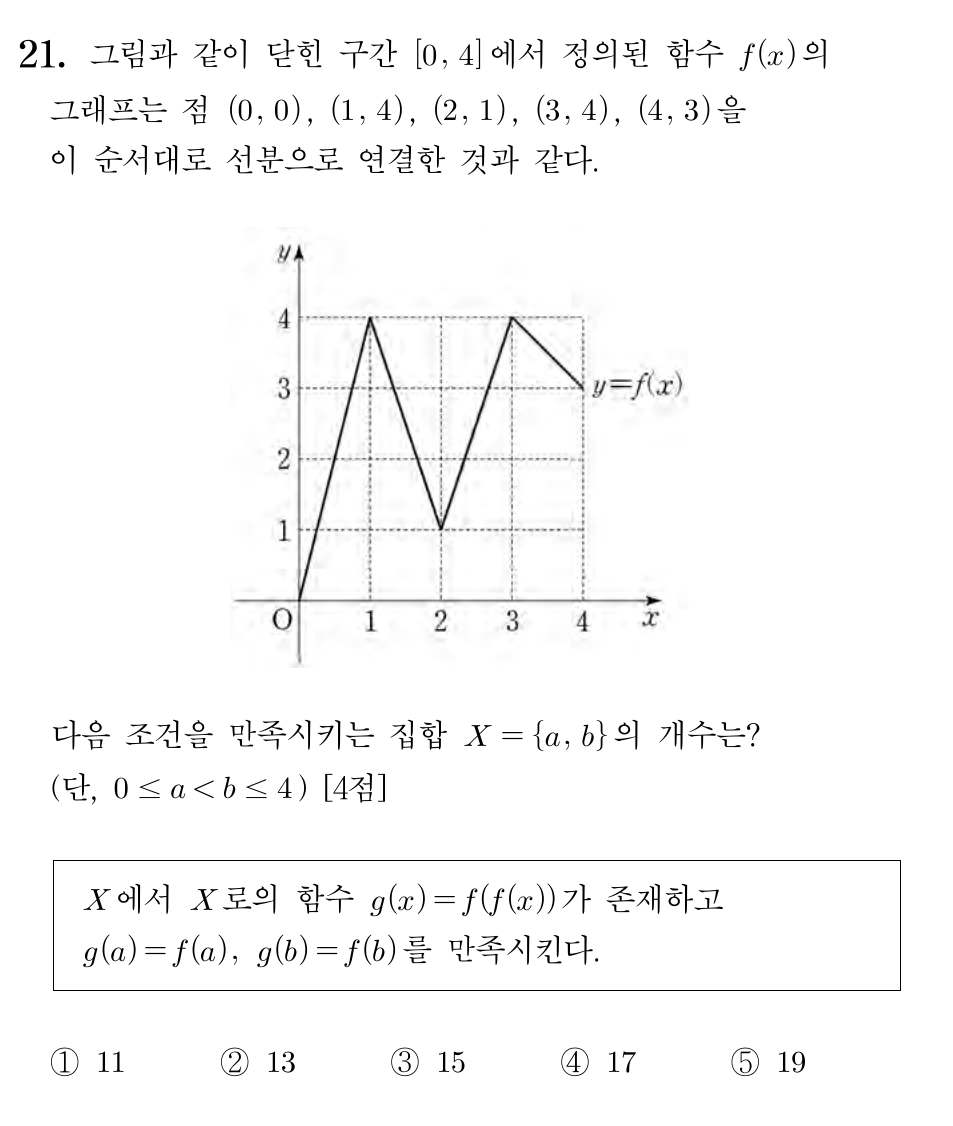 21. 그림과 같이 닫힌 구간 [0, 4]에서 정의된 함수 f(x)의
그래프는 점 (0, 0), (1, 4), (2, 1), (3, 4), (4, 3)을
이 순서대로 선분으로 연결한 것과 같다.
y
4
3
y=f(x)
2
1
O
1
2
3
4
x
다음 조건을 만족시키는 집합 X = {a, b}의 개수는?
(단, 0 ≤ a < b ≤ 4) [4점]
X에서 X로의 함수 g(x)=f(f(x))가 존재하고
g(a)=f(a), g(b)=f(b)를 만족시킨다.
① 11 ② 13 ③ 15 ④ 17 ⑤ 19